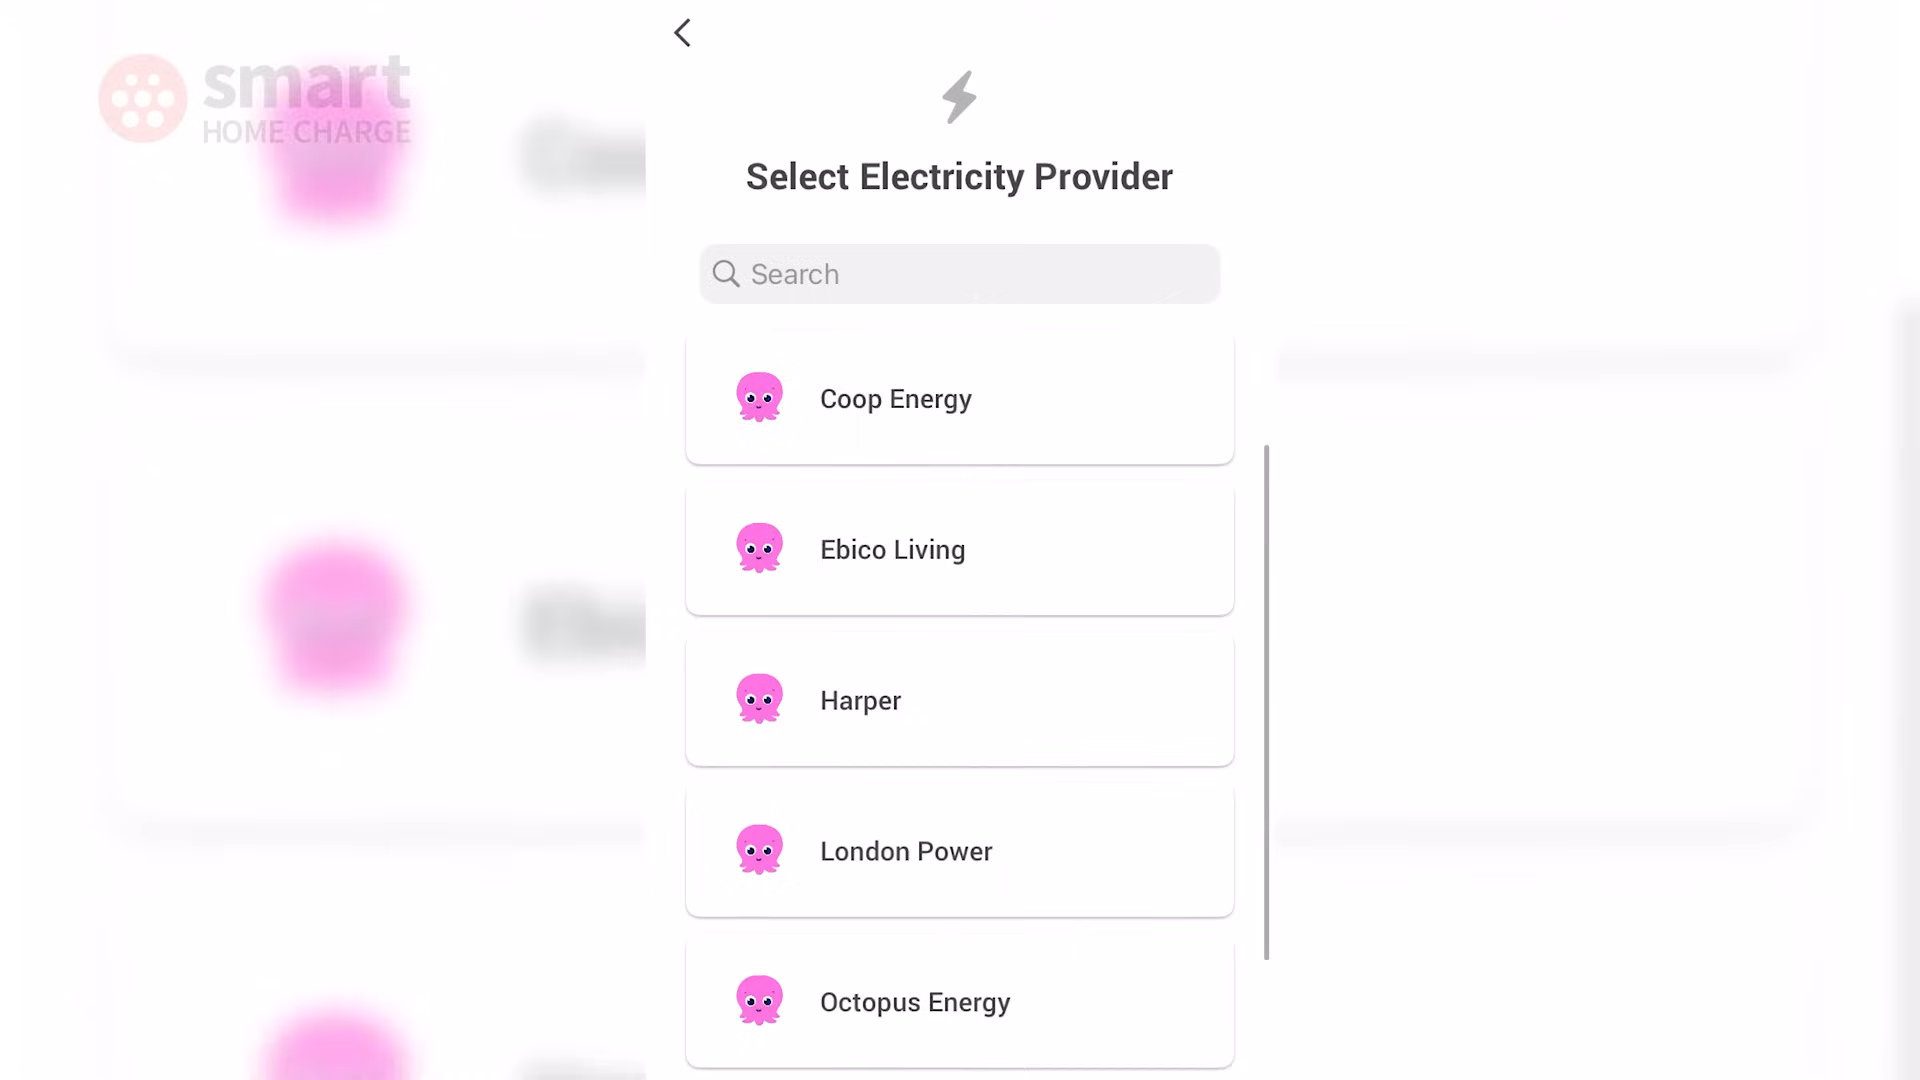 smart
HOME CHARGE
Select Electricity Provider
Search
Coop Energy
Ebico Living
Harper
London Power
Octopus Energy